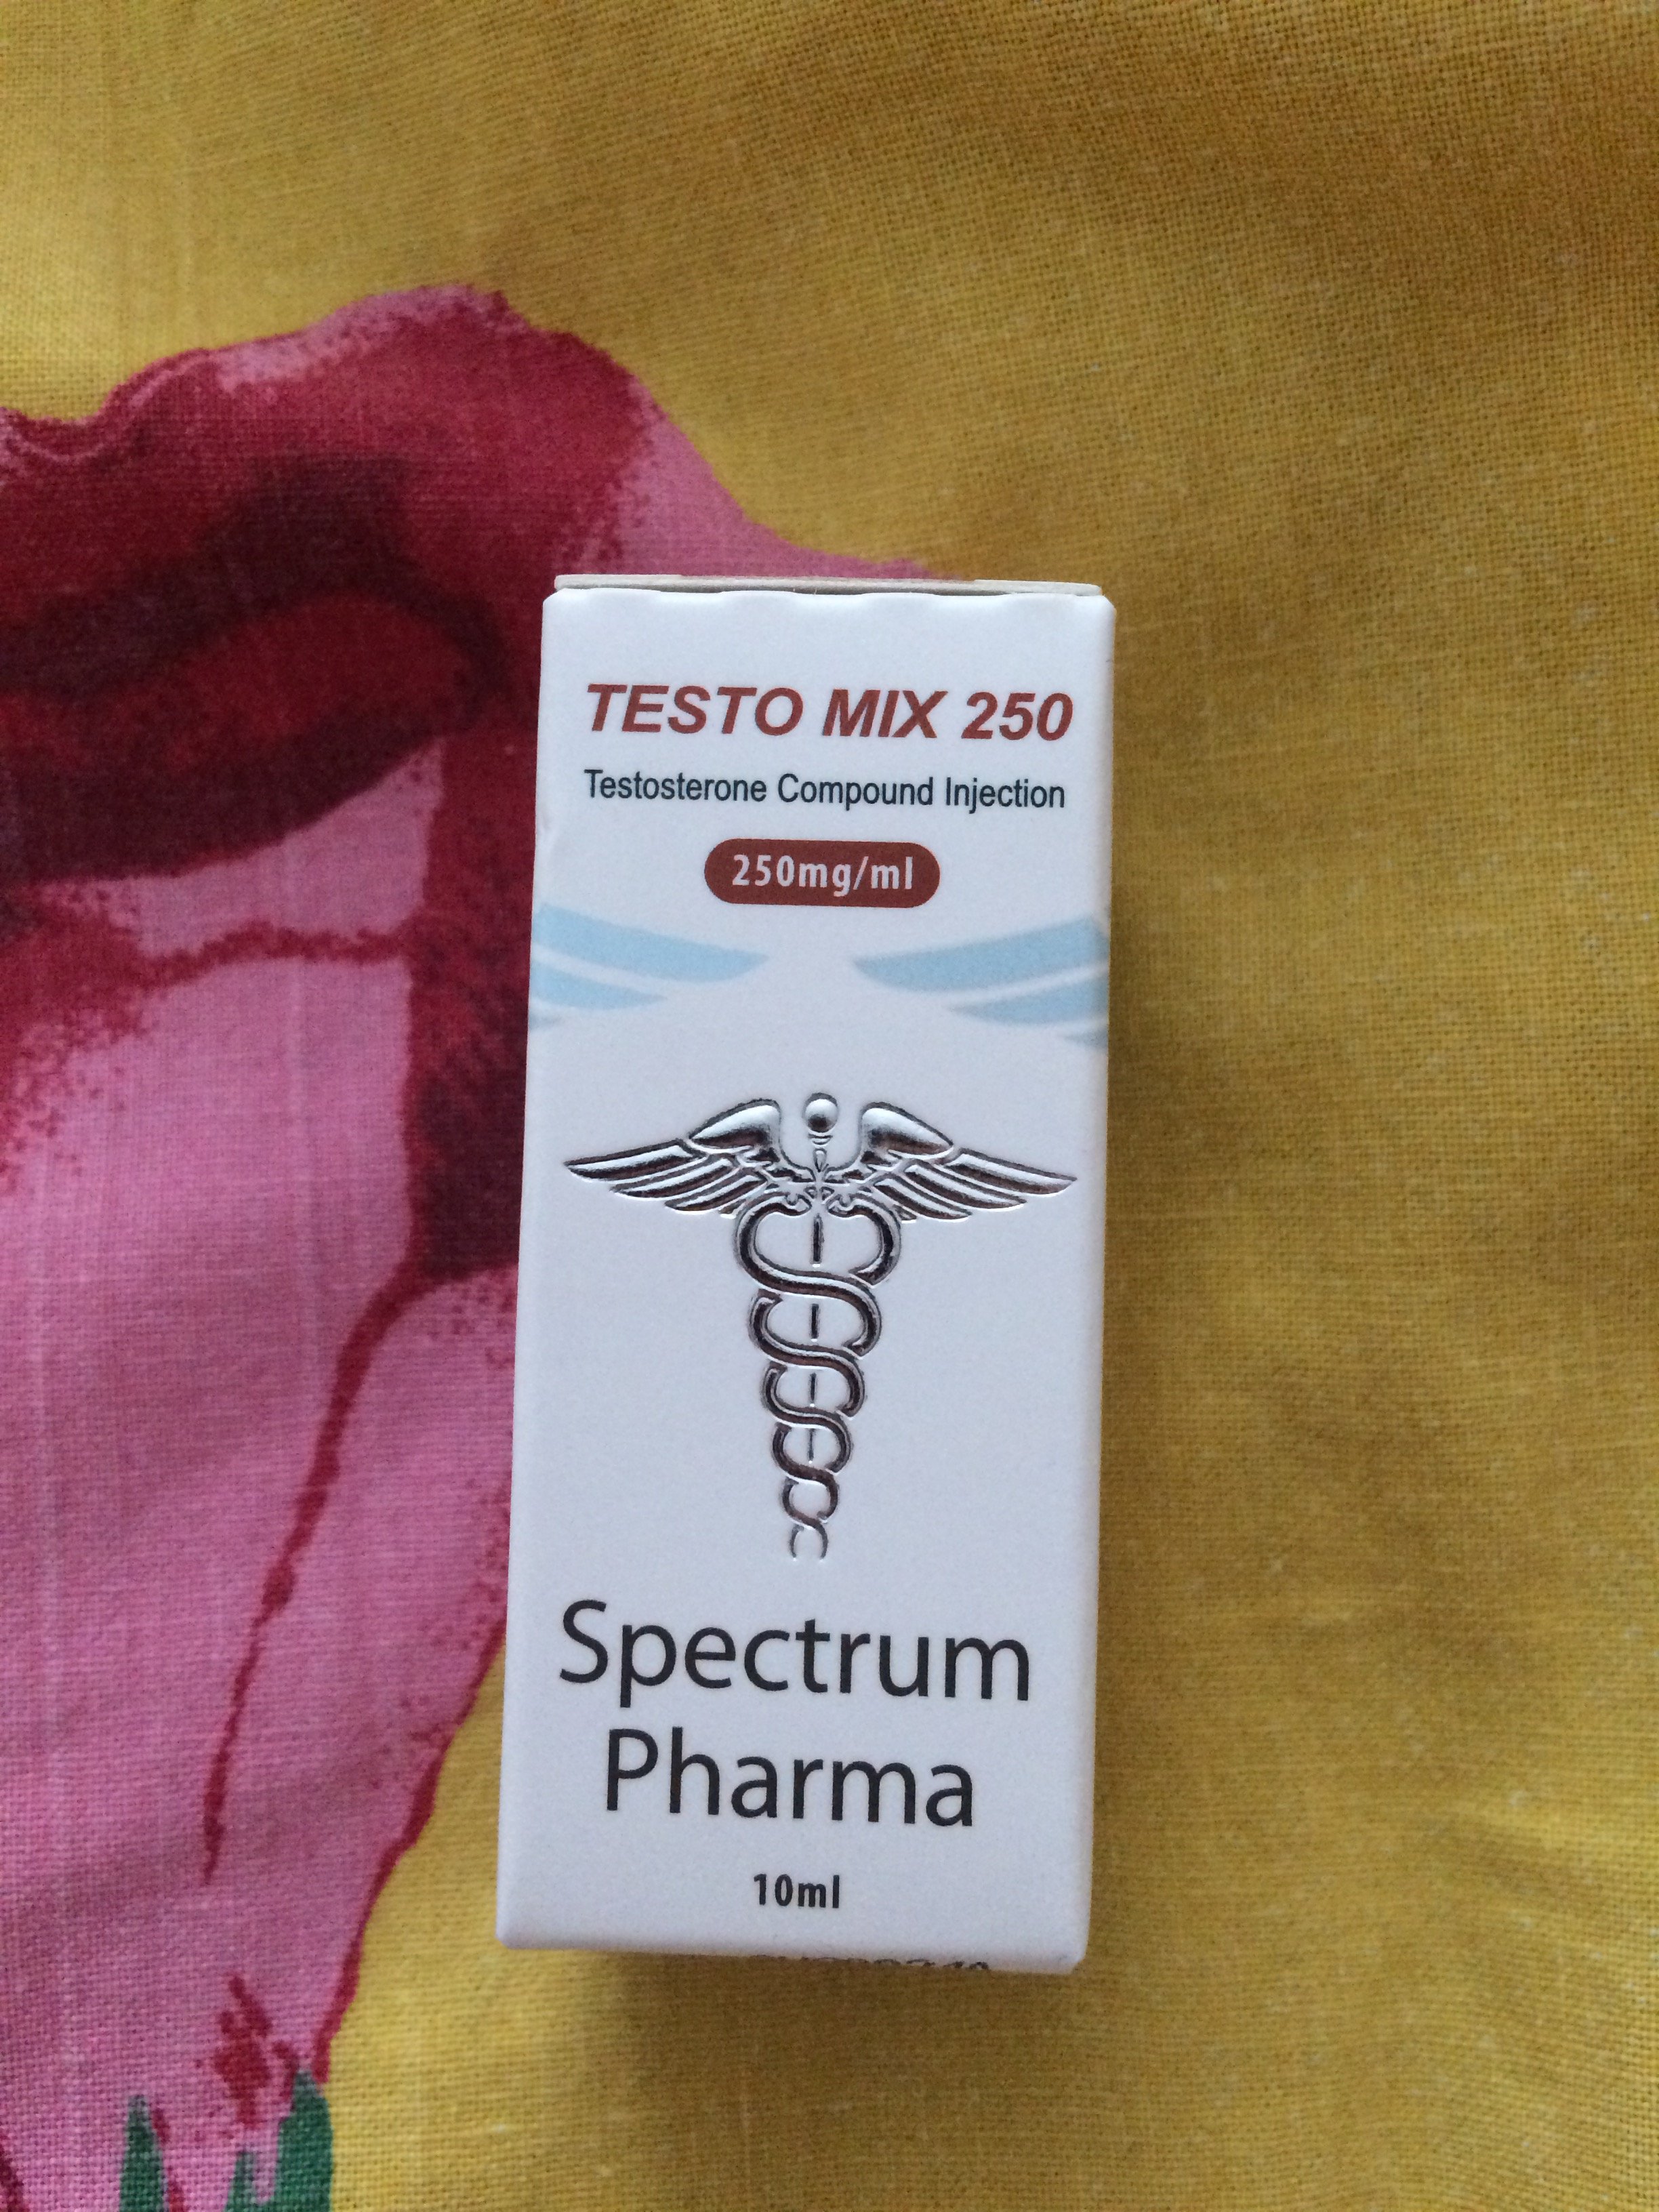 TESTO MIX 250
Testosterone Compound Injection
250mg/ml
Spectrum
Pharma
10ml